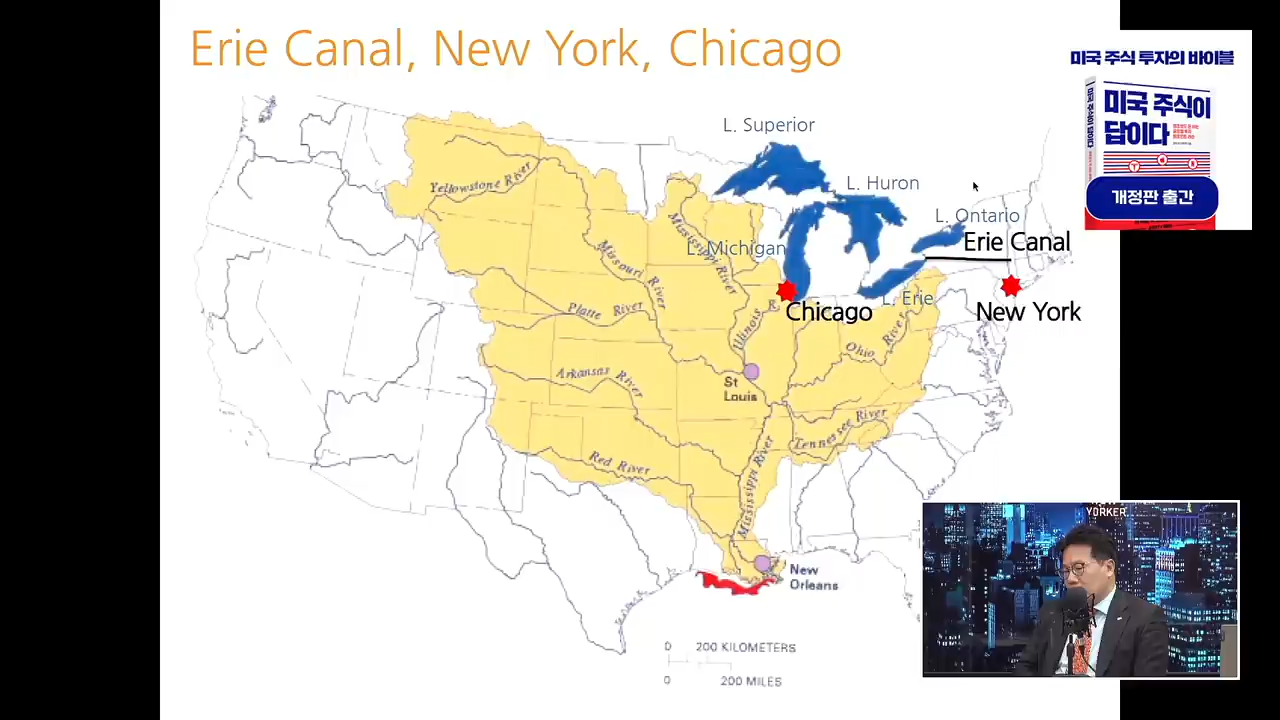 Erie Canal, New York, Chicago
미국 주식 투자의 바이블
미국 주식이
답이다
개정판 출간
L. Superior
L. Huron
L. Ontario
Erie Canal
L. Michigan
L. Erie
Chicago
New York
Yellowstone River
Missouri River
Mississippi River
Platte River
Illinois R.
Ohio River
Arkansas River
St
Louis
Tennessee River
Red River
Mississippi River
New
Orleans
0 200 KILOMETERS
0 200 MILES
YORKER